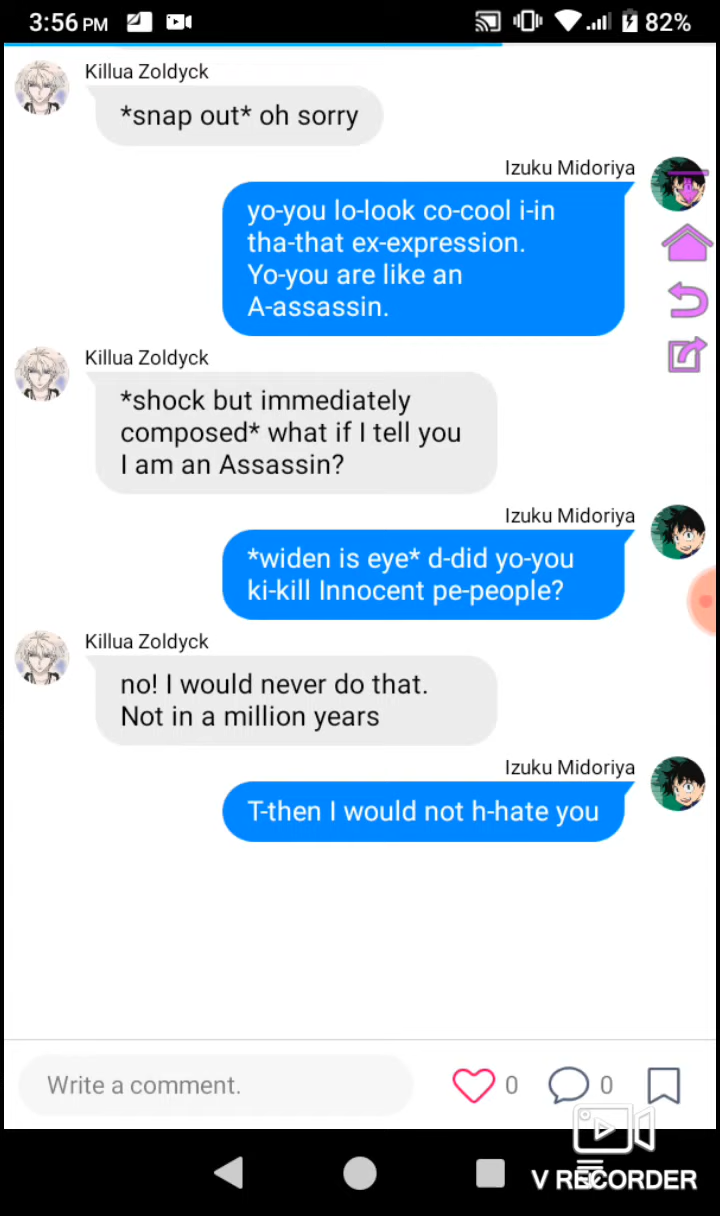 3:56 PM 82%
Killua Zoldyck
*snap out* oh sorry
Izuku Midoriya
yo-you lo-look co-cool i-in
tha-that ex-expression.
Yo-you are like an
A-assassin.
Killua Zoldyck
*shock but immediately
composed* what if I tell you
I am an Assassin?
Izuku Midoriya
*widen is eye* d-did yo-you
ki-kill Innocent pe-people?
Killua Zoldyck
no! I would never do that.
Not in a million years
Izuku Midoriya
T-then I would not h-hate you
Write a comment. 0 0
V RECORDER